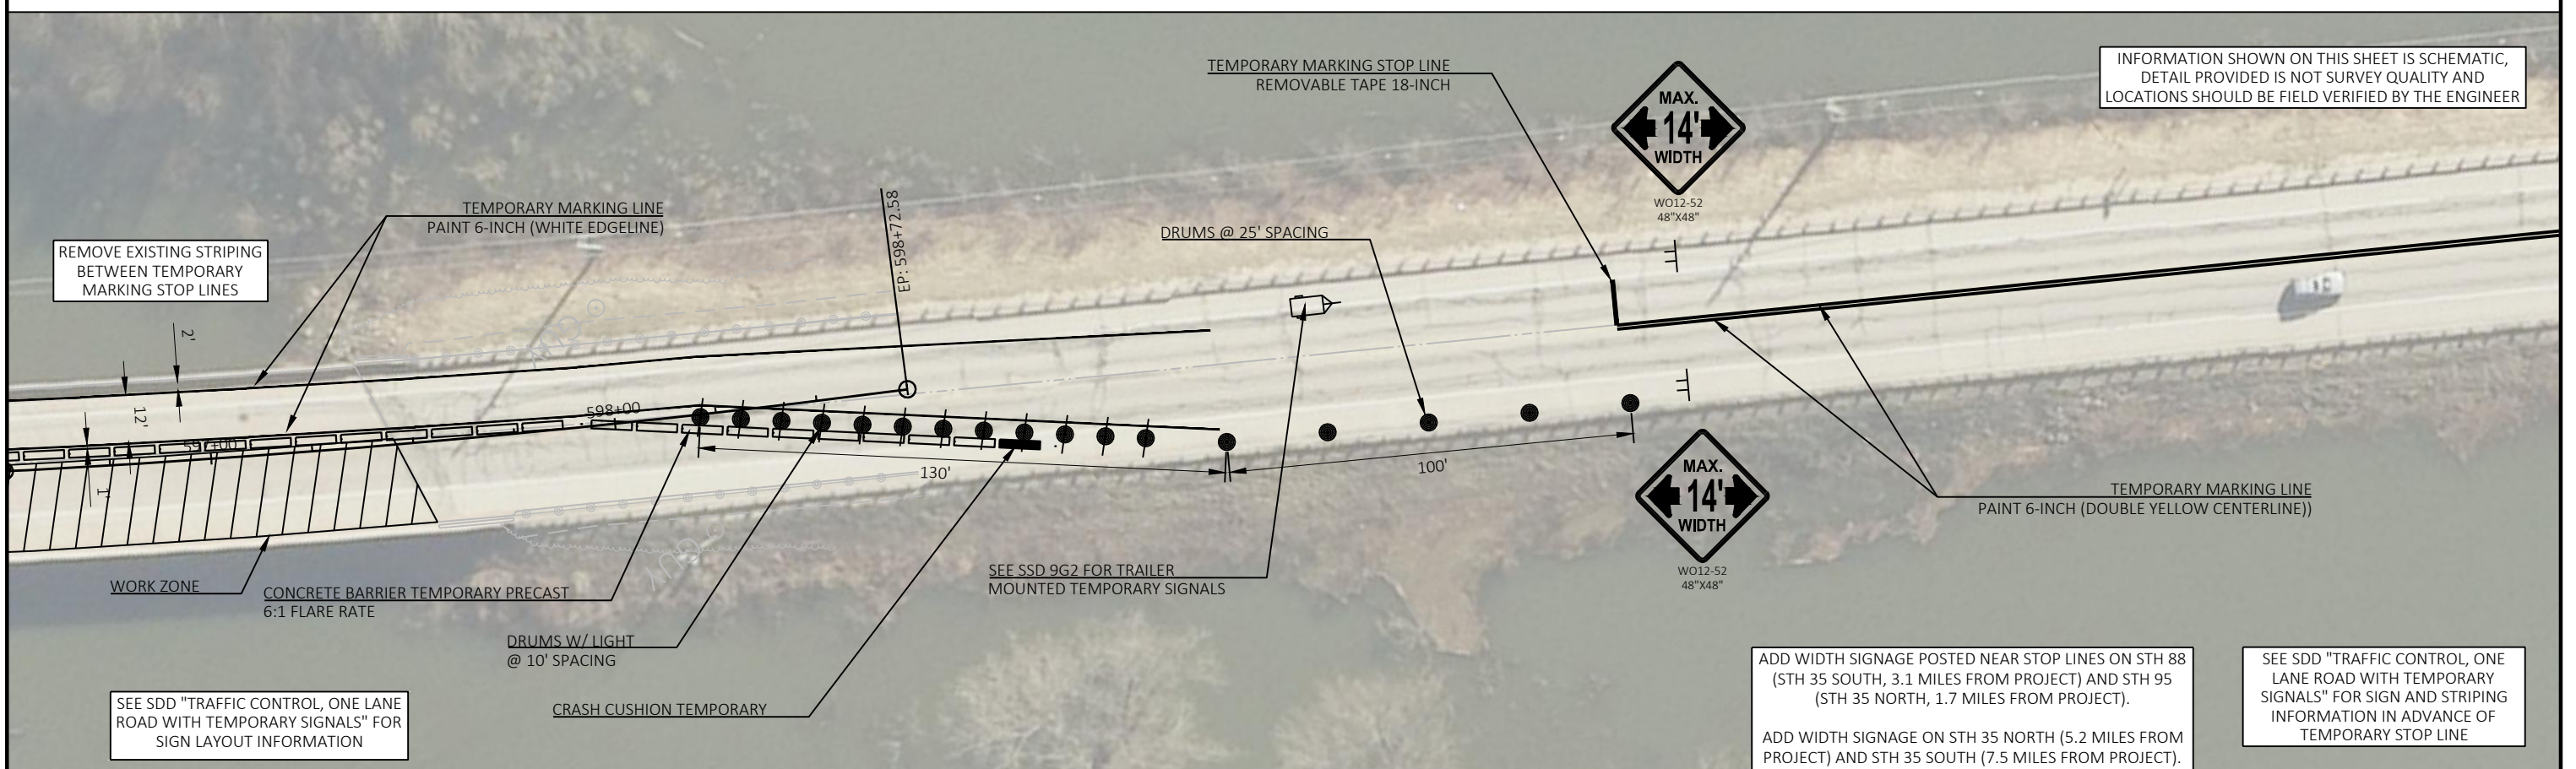 TEMPORARY MARKING STOP LINE
REMOVABLE TAPE 18-INCH
MAX.
14'
WIDTH
WO12-52
48"X48"
INFORMATION SHOWN ON THIS SHEET IS SCHEMATIC,
DETAIL PROVIDED IS NOT SURVEY QUALITY AND
LOCATIONS SHOULD BE FIELD VERIFIED BY THE ENGINEER
TEMPORARY MARKING LINE
PAINT 6-INCH (WHITE EDGELINE)
REMOVE EXISTING STRIPING
BETWEEN TEMPORARY
MARKING STOP LINES
EP: 598+72.58
DRUMS @ 25' SPACING
2'
12'
1'
597+00
598+00
130'
100'
MAX.
14'
WIDTH
WO12-52
48"X48"
TEMPORARY MARKING LINE
PAINT 6-INCH (DOUBLE YELLOW CENTERLINE))
WORK ZONE
CONCRETE BARRIER TEMPORARY PRECAST
6:1 FLARE RATE
SEE SSD 9G2 FOR TRAILER
MOUNTED TEMPORARY SIGNALS
DRUMS W/ LIGHT
@ 10' SPACING
CRASH CUSHION TEMPORARY
SEE SDD "TRAFFIC CONTROL, ONE LANE
ROAD WITH TEMPORARY SIGNALS" FOR
SIGN LAYOUT INFORMATION
ADD WIDTH SIGNAGE POSTED NEAR STOP LINES ON STH 88
(STH 35 SOUTH, 3.1 MILES FROM PROJECT) AND STH 95
(STH 35 NORTH, 1.7 MILES FROM PROJECT).
ADD WIDTH SIGNAGE ON STH 35 NORTH (5.2 MILES FROM
PROJECT) AND STH 35 SOUTH (7.5 MILES FROM PROJECT).
SEE SDD "TRAFFIC CONTROL, ONE
LANE ROAD WITH TEMPORARY
SIGNALS" FOR SIGN AND STRIPING
INFORMATION IN ADVANCE OF
TEMPORARY STOP LINE